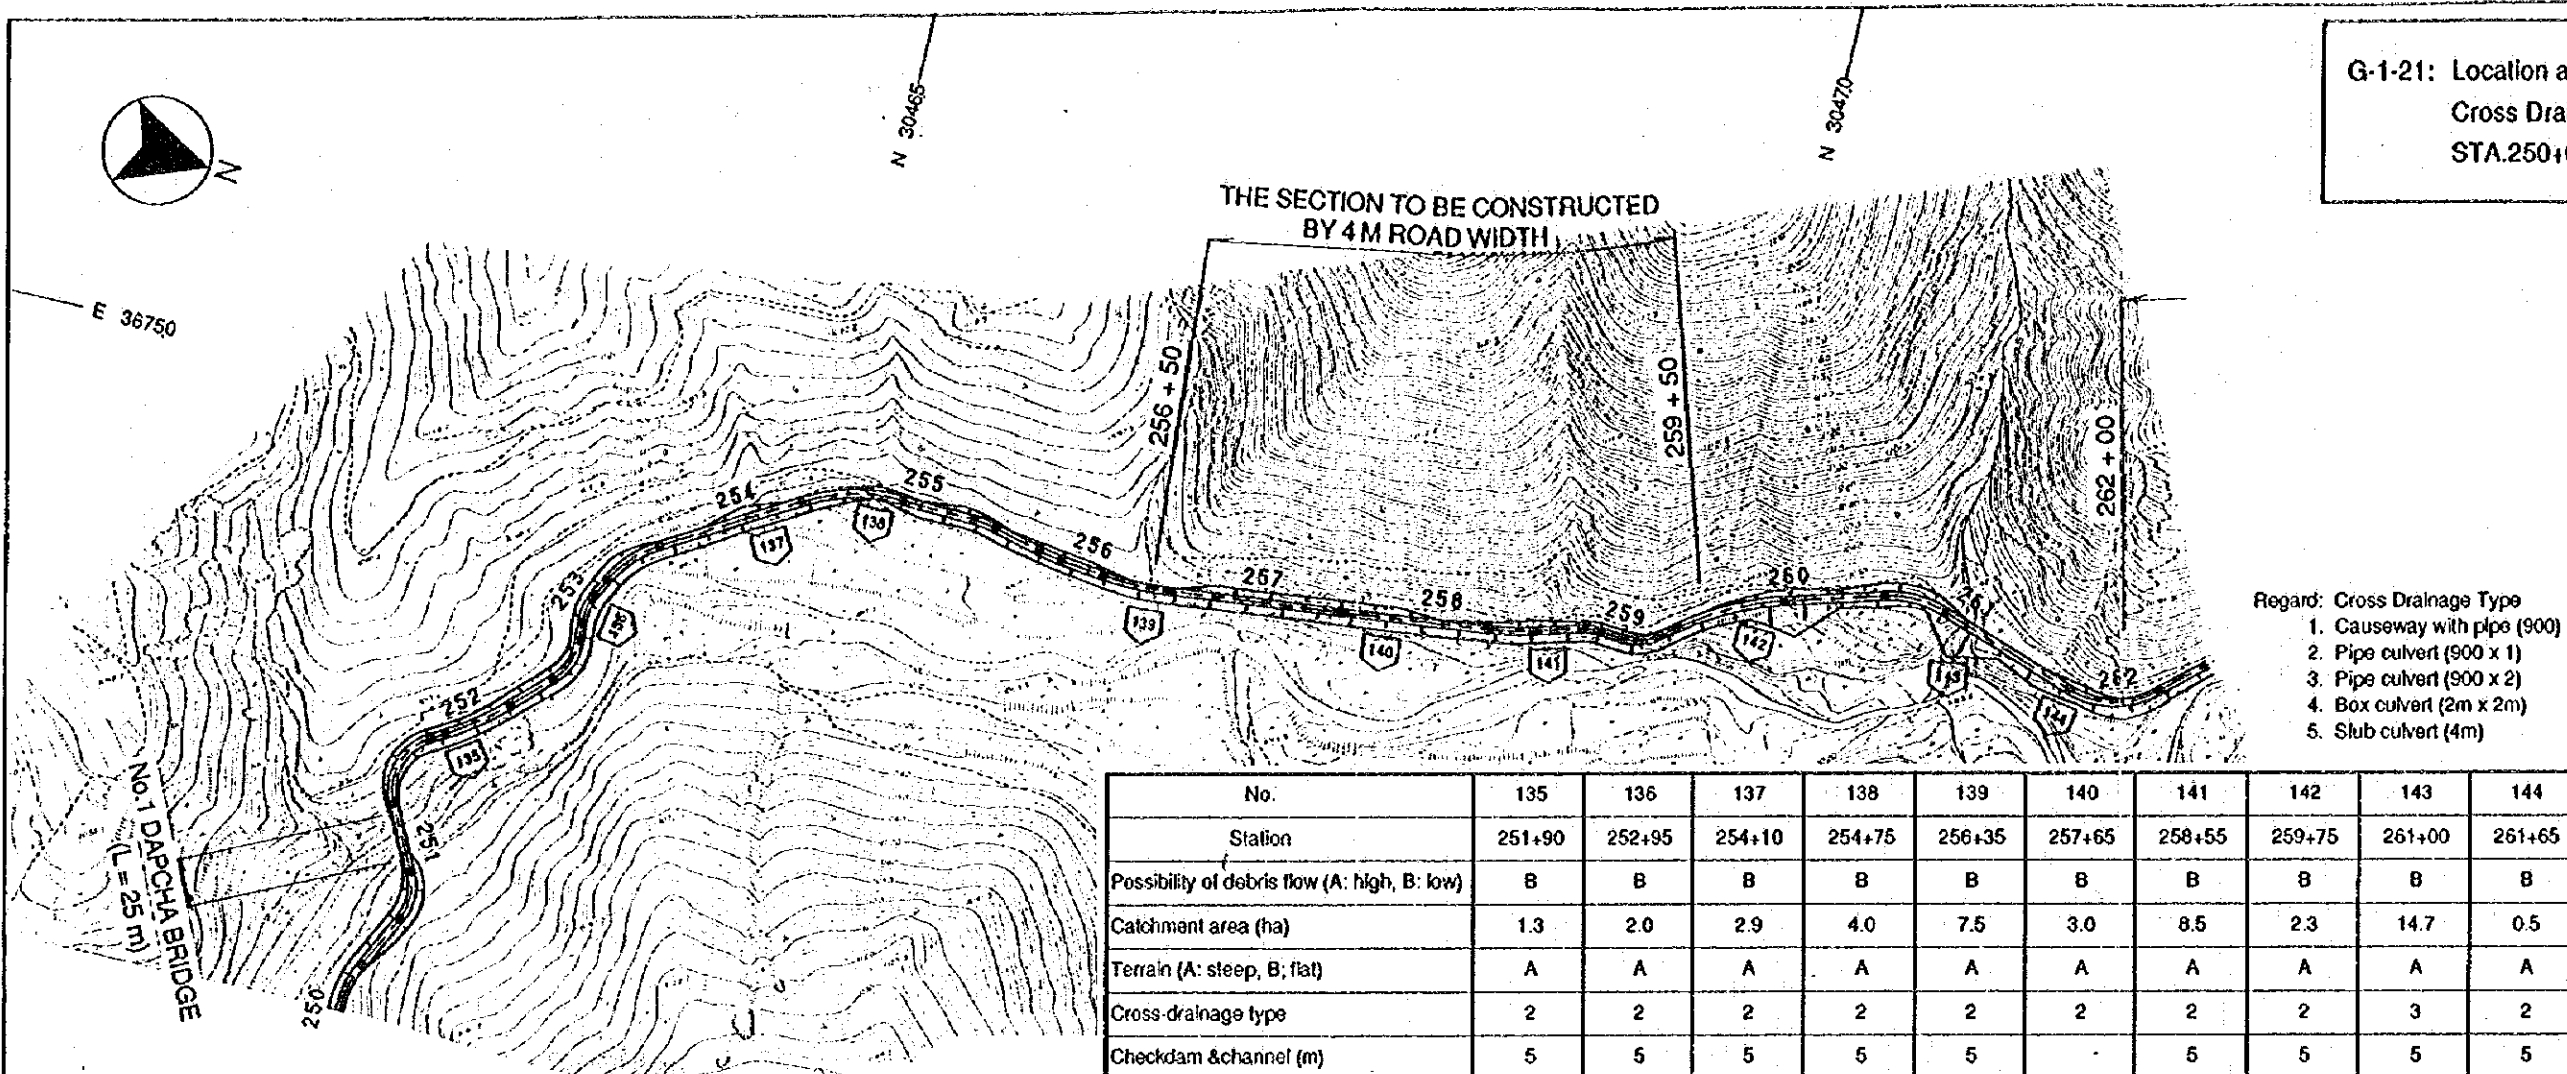 G-1-21: Location a
Cross Dra
STA.250+
N 30465
N 30470
N
E 36750
THE SECTION TO BE CONSTRUCTED
BY 4 M ROAD WIDTH
256 + 50
259 + 50
262 + 00
250
251
252
253
254
255
256
257
258
259
260
261
262
135
136
137
138
139
140
141
142
143
144
No.1 DAPCHA BRIDGE
(L = 25 m)
Regard: Cross Drainage Type
1. Causeway with pipe (900)
2. Pipe culvert (900 x 1)
3. Pipe culvert (900 x 2)
4. Box culvert (2m x 2m)
5. Slub culvert (4m)
No. 135 136 137 138 139 140 141 142 143 144
Station 251+90 252+95 254+10 254+75 256+35 257+65 258+55 259+75 261+00 261+65
Possibility of debris flow (A: high, B: low) B B B B B B B B B B
Catchment area (ha) 1.3 2.0 2.9 4.0 7.5 3.0 8.5 2.3 14.7 0.5
Terrain (A: steep, B; flat) A A A A A A A A A A
Cross-drainage type 2 2 2 2 2 2 2 2 3 2
Checkdam &channel (m) 5 5 5 5 5 - 5 5 5 5